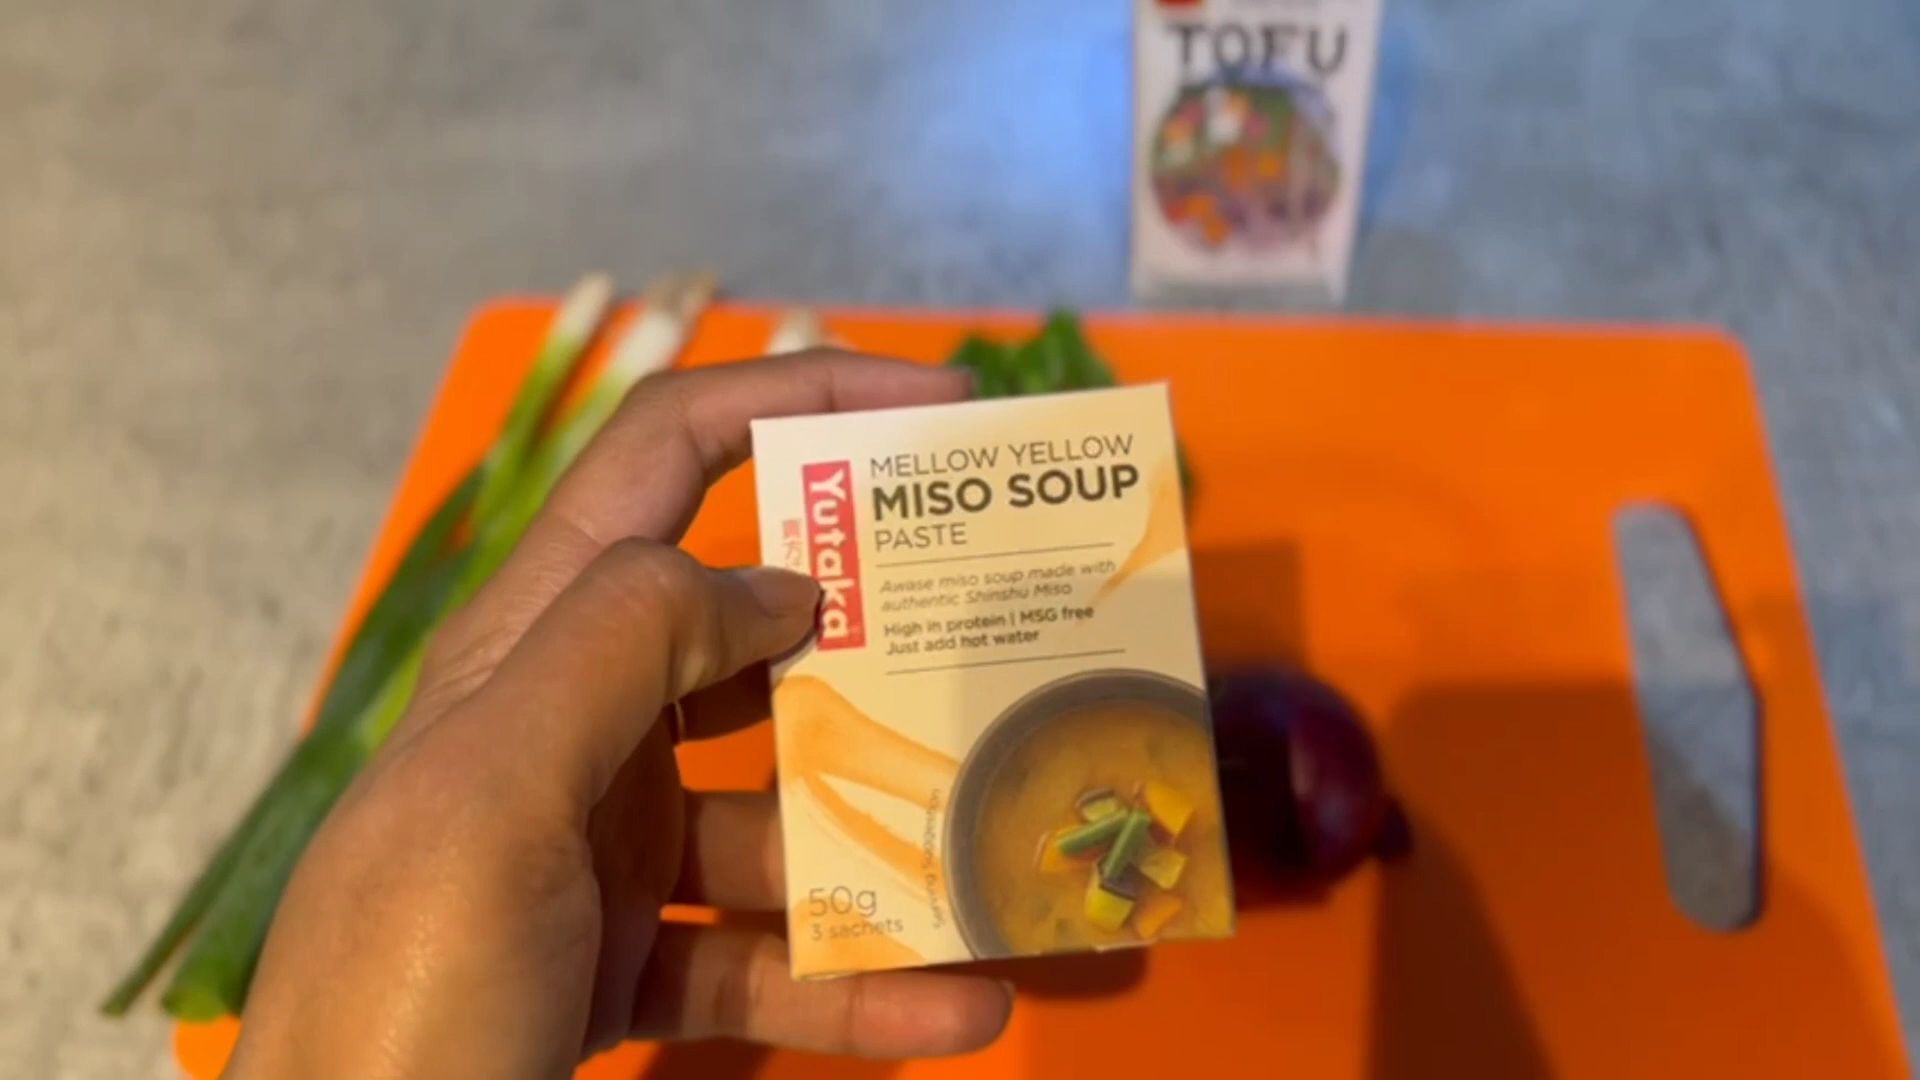 TOFU
MELLOW YELLOW
MISO SOUP
PASTE
Yutaka
Awase miso soup made with
authentic Shinshu Miso
High in protein | MSG free
Just add hot water
50g
3 sachets
Serving Suggestion